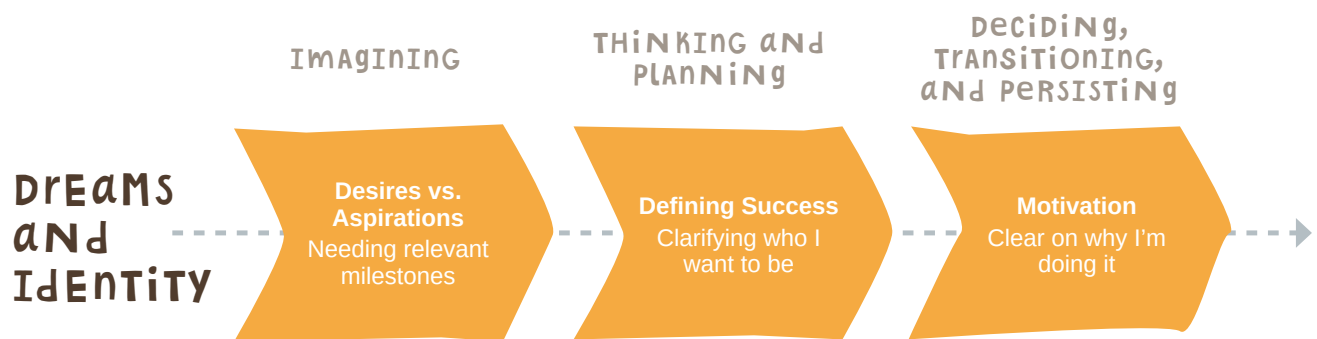 Imagining
Thinking and
Planning
Deciding,
Transitioning,
and Persisting
Dreams
and
Identity
Desires vs.
Aspirations
Needing relevant
milestones
Defining Success
Clarifying who I
want to be
Motivation
Clear on why I’m
doing it